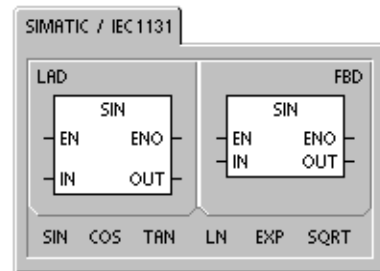 SIMATIC / IEC1131
LAD
FBD
SIN
EN ENO
IN OUT
SIN
EN ENO
IN OUT
SIN COS TAN LN EXP SQRT